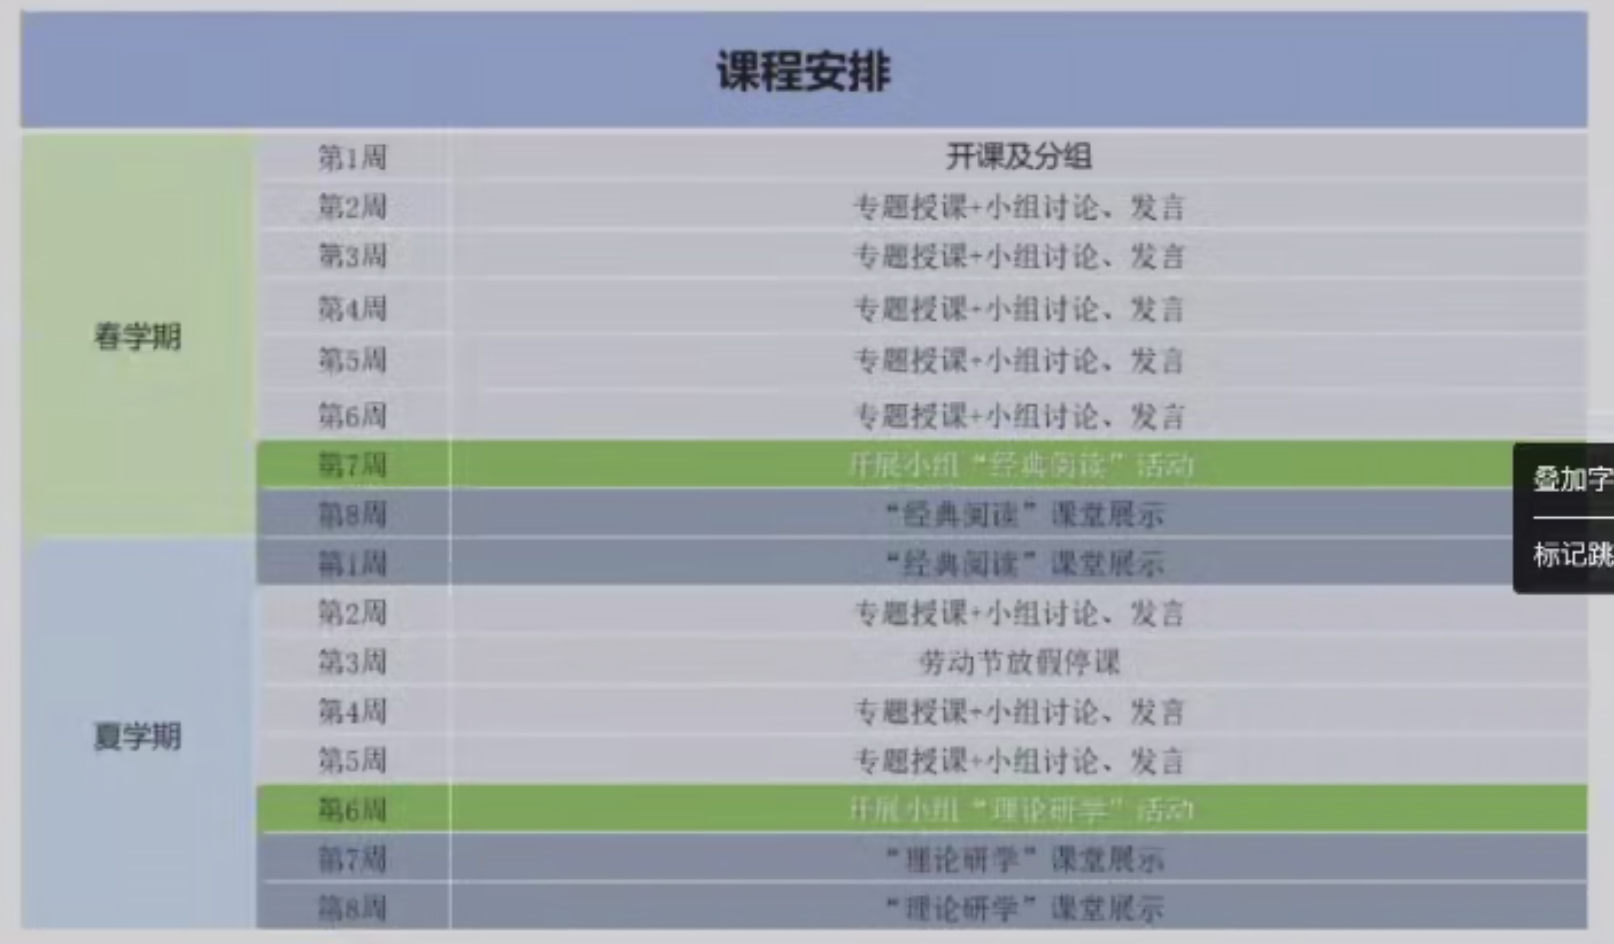 课程安排
春学期
第1周 开课及分组
第2周 专题授课+小组讨论、发言
第3周 专题授课+小组讨论、发言
第4周 专题授课+小组讨论、发言
第5周 专题授课+小组讨论、发言
第6周 专题授课+小组讨论、发言
第7周 开展小组“经典阅读”活动
第8周 “经典阅读”课堂展示
夏学期
第1周 “经典阅读”课堂展示
第2周 专题授课+小组讨论、发言
第3周 劳动节放假停课
第4周 专题授课+小组讨论、发言
第5周 专题授课+小组讨论、发言
第6周 开展小组“理论研学”活动
第7周 “理论研学”课堂展示
第8周 “理论研学”课堂展示
叠加字
标记跳